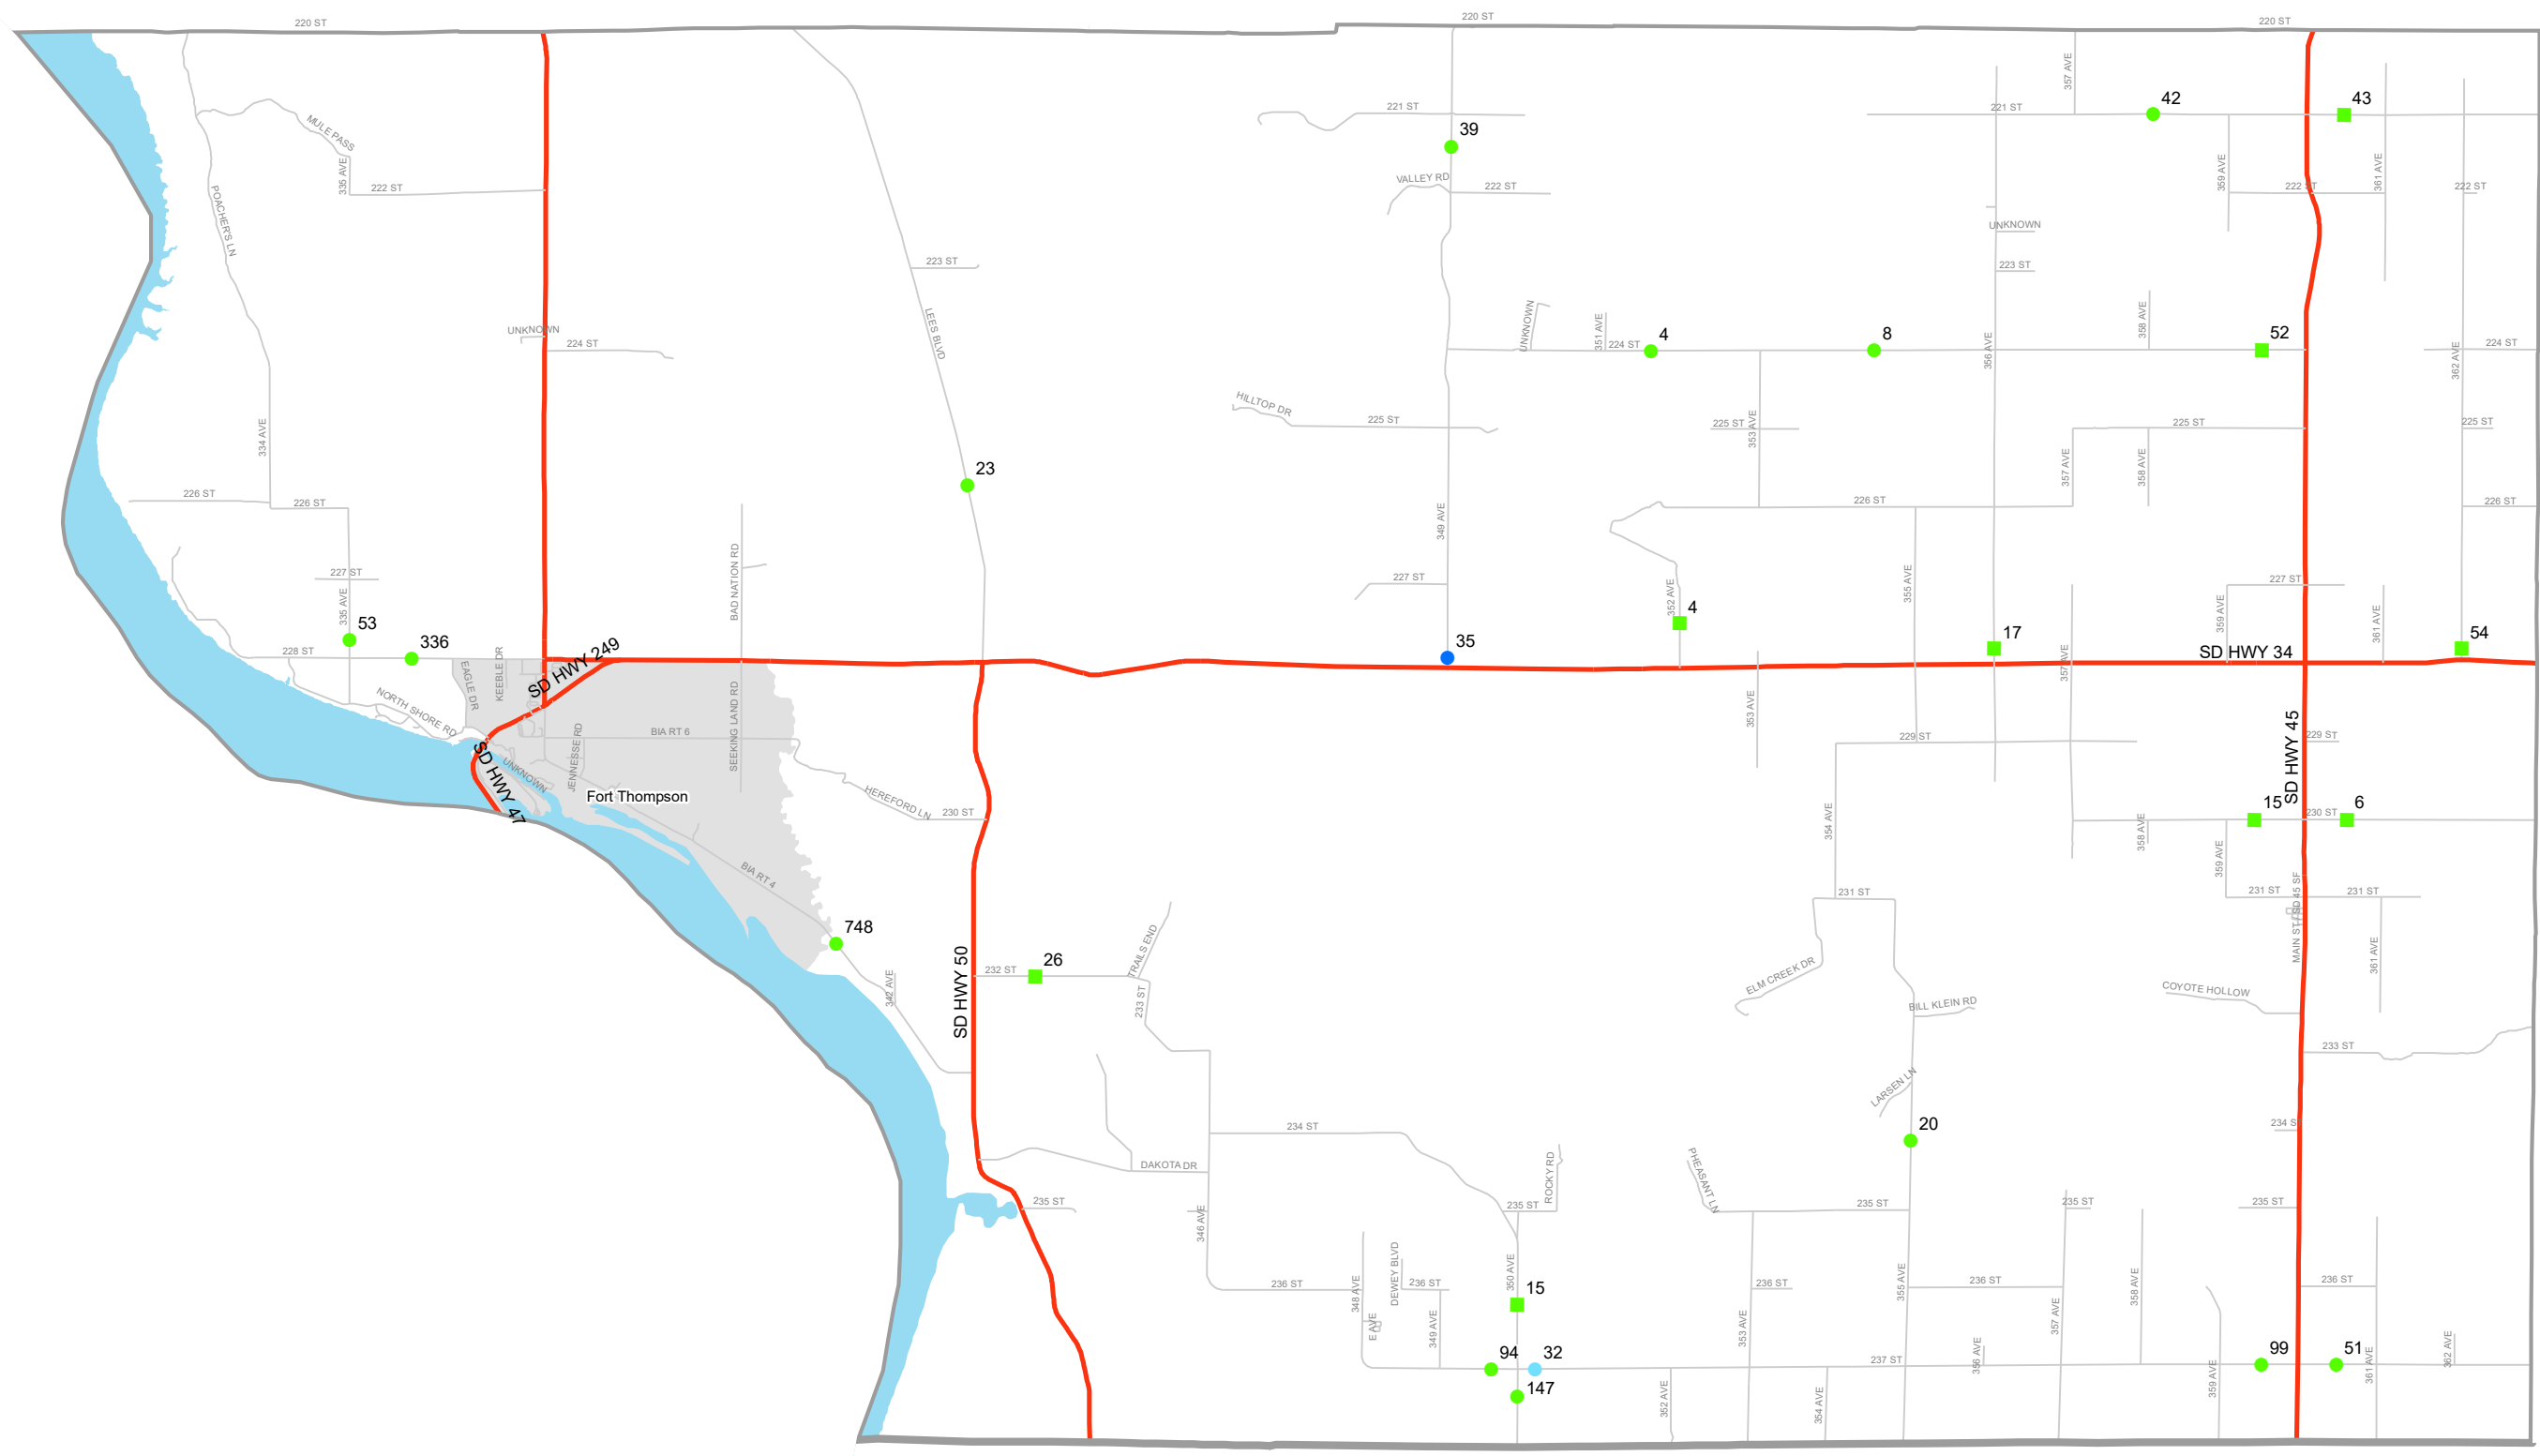 220 ST
220 ST
220 ST
357 AVE
42
43
221 ST
221 ST
39
MULE PASS
335 AVE
222 ST
VALLEY RD
222 ST
359 AVE
222 ST
361 AVE
222 ST
POACHER'S LN
UNKNOWN
223 ST
223 ST
UNKNOWN
224 ST
LEES BLVD
UNKNOWN
351 AVE
224 ST
4
8
356 AVE
358 AVE
52
362 AVE
224 ST
HILLTOP DR
225 ST
225 ST
353 AVE
225 ST
225 ST
334 AVE
357 AVE
358 AVE
23
226 ST
226 ST
226 ST
226 ST
349 AVE
BAD NATION RD
227 ST
227 ST
227 ST
335 AVE
352 AVE
355 AVE
359 AVE
361 AVE
53
336
4
35
17
54
228 ST
SD HWY 249
SD HWY 34
EAGLE DR
KEEBLE DR
357 AVE
NORTH SHORE RD
SEEKING LAND RD
353 AVE
BIA RT 6
JENNESSE RD
229 ST
229 ST
SD HWY 45
SD HWY 47
UNKNOWN
Fort Thompson
HEREFORD LN
230 ST
354 AVE
358 AVE
15
6
230 ST
359 AVE
BIA RT 4
231 ST
231 ST
231 ST
MAIN ST / SD 45 SF
748
TRAILS END
361 AVE
SD HWY 50
232 ST
26
342 AVE
233 ST
ELM CREEK DR
BILL KLEIN RD
COYOTE HOLLOW
233 ST
LARSEN LN
20
234 ST
234 S
DAKOTA DR
ROCKY RD
PHEASANT LN
235 ST
235 ST
235 ST
235 ST
235 ST
346 AVE
236 ST
348 AVE
DEWEY BLVD
236 ST
350 AVE
15
236 ST
355 AVE
236 ST
358 AVE
236 ST
E AVE
349 AVE
353 AVE
357 AVE
94
32
237 ST
356 AVE
99
51
362 AVE
361 AVE
359 AVE
147
352 AVE
354 AVE